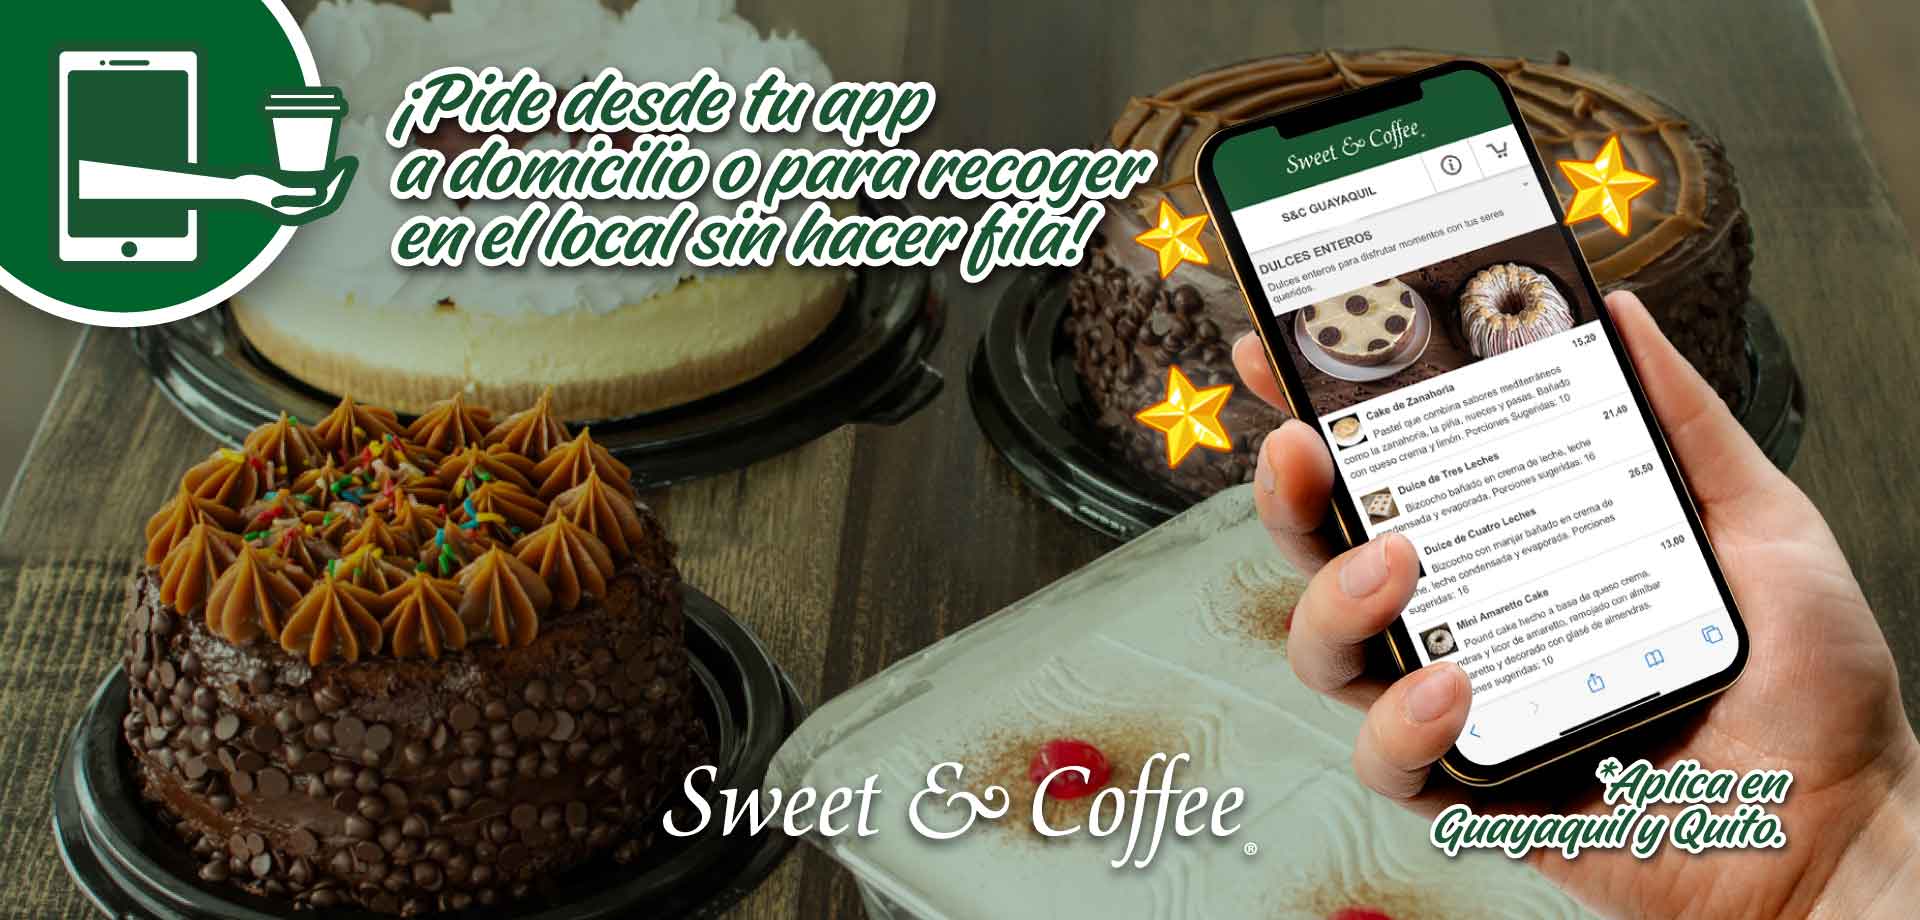 ¡Pide desde tu app
a domicilio o para recoger
en el local sin hacer fila!
Sweet & Coffee
S&C GUAYAQUIL
DULCES ENTEROS
Dulces enteros para disfrutar momentos con tus seres
queridos.
15,20
Cake de Zanahoria
Pastel que combina sabores mediterráneos
como la zanahoria, la piña, nueces y pasas. Bañado
con queso crema y limón. Porciones Sugeridas: 10
21,40
Dulce de Tres Leches
Bizcocho bañado en crema de leche, leche
condensada y evaporada. Porciones sugeridas: 16
26,50
Dulce de Cuatro Leches
Bizcocho con manjar bañado en crema de
leche condensada y evaporada. Porciones
sugeridas: 16
13,00
Mini Amaretto Cake
Pound cake hecho a base de queso crema,
ndras y licor de amaretto, remojado con almíbar
aretto y decorado con glasé de almendras.
ones sugeridas: 10
Sweet & Coffee®
*Aplica en
Guayaquil y Quito.